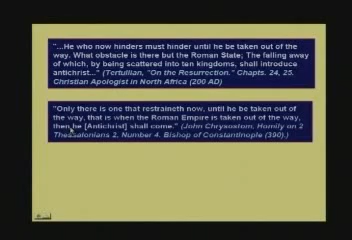 "...He who now hinders must hinder until he be taken out of the
way. What obstacle is there but the Roman State; The falling away
of which, by being scattered into ten kingdoms, shall introduce
antichrist..." (Tertullian, "On the Resurrection." Chapts. 24, 25.
Christian Apologist in North Africa (200 AD)
"Only there is one that restraineth now, until he be taken out of
the way, that is when the Roman Empire is taken out of the way,
then he [Antichrist] shall come." (John Chrysostom, Homily on 2
Thessalonians 2, Number 4. Bishop of Constantinople (390).)